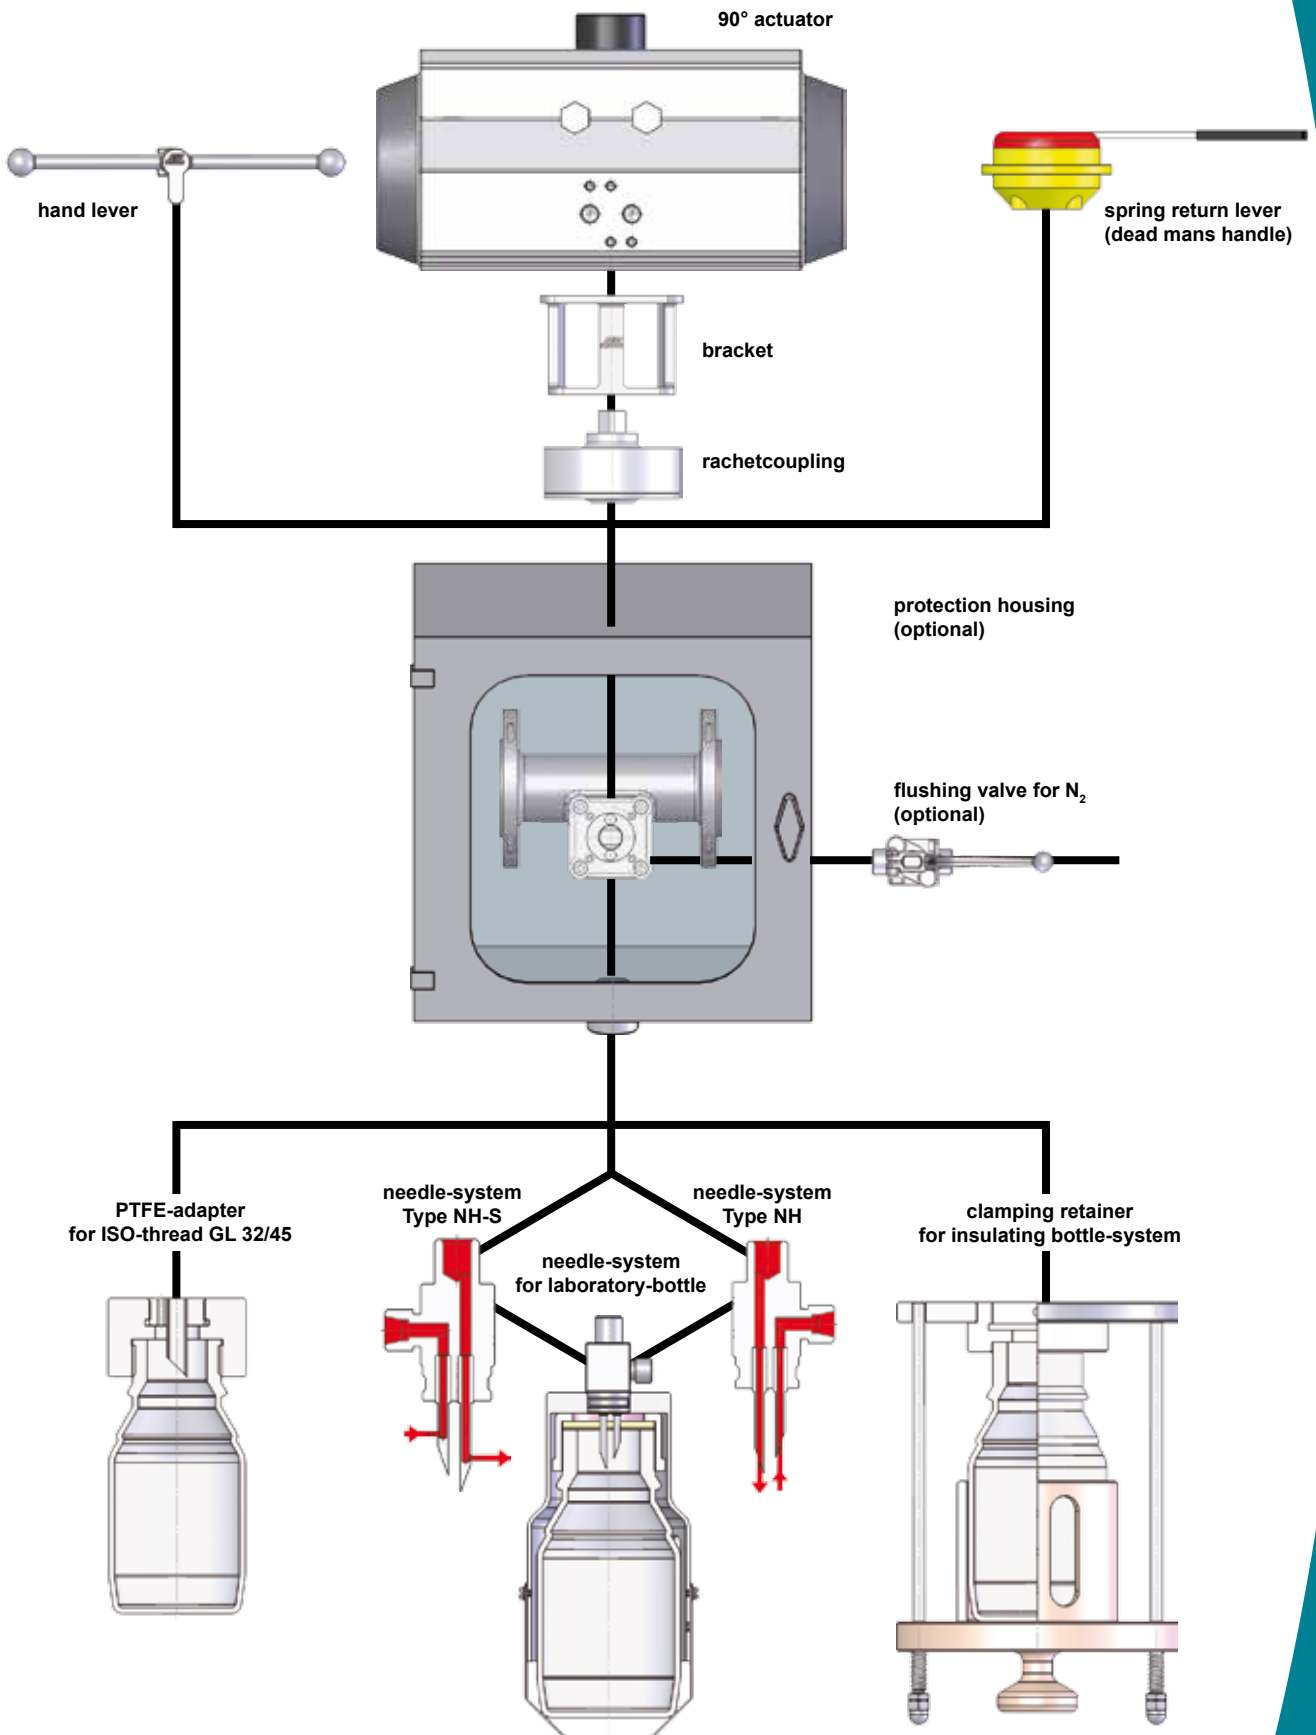 90° actuator
hand lever
spring return lever
(dead mans handle)
bracket
rachetcoupling
protection housing
(optional)
flushing valve for N₂
(optional)
PTFE-adapter
for ISO-thread GL 32/45
needle-system
Type NH-S
needle-system
for laboratory-bottle
needle-system
Type NH
clamping retainer
for insulating bottle-system